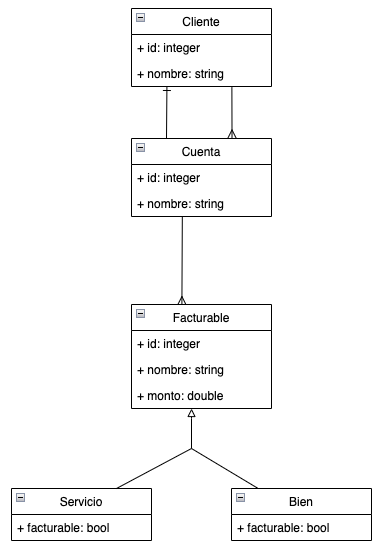 Cliente
+ id: integer
+ nombre: string
Cuenta
+ id: integer
+ nombre: string
Facturable
+ id: integer
+ nombre: string
+ monto: double
Servicio
+ facturable: bool
Bien
+ facturable: bool